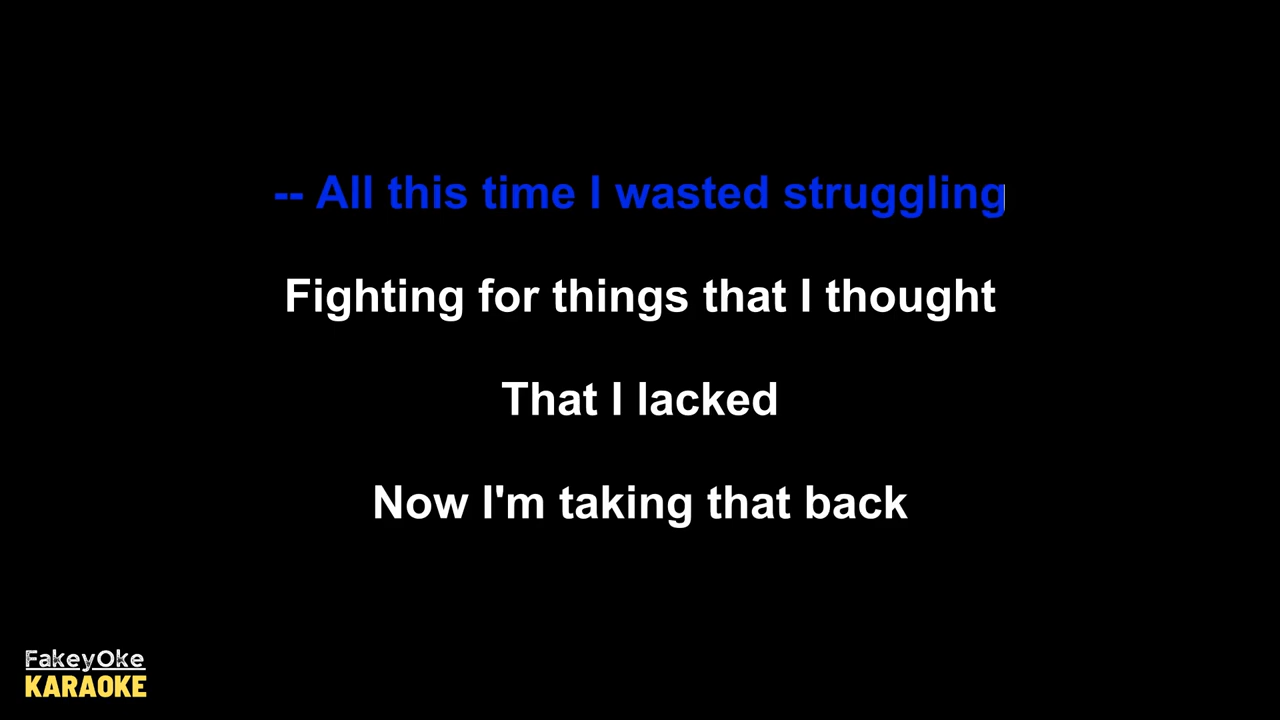 -- All this time I wasted struggling
Fighting for things that I thought
That I lacked
Now I'm taking that back
FakeyOke
KARAOKE